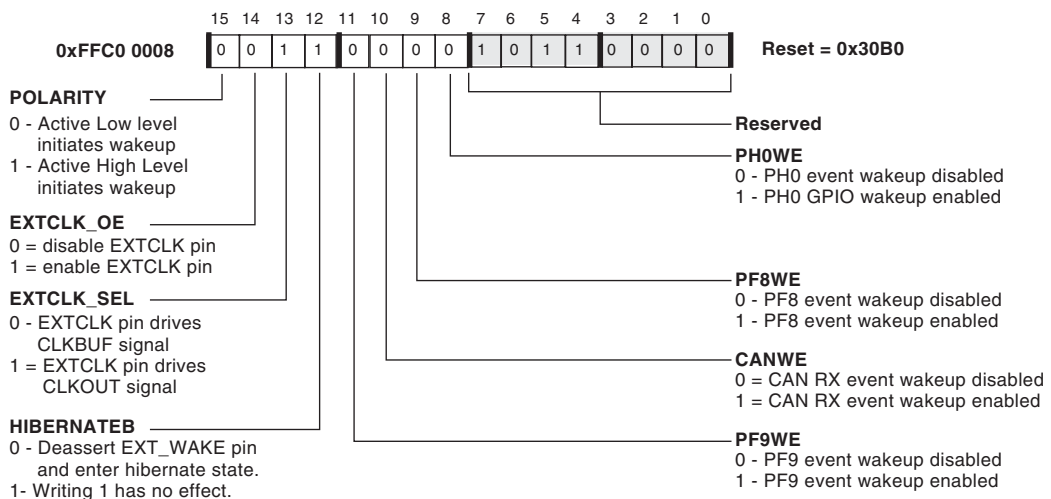 15 14 13 12 11 10 9 8 7 6 5 4 3 2 1 0
0xFFC0 0008 0 0 1 1 0 0 0 0 1 0 1 1 0 0 0 0 Reset = 0x30B0
POLARITY
0 - Active Low level
initiates wakeup
1 - Active High Level
initiates wakeup
EXTCLK_OE
0 = disable EXTCLK pin
1 = enable EXTCLK pin
EXTCLK_SEL
0 - EXTCLK pin drives
CLKBUF signal
1 = EXTCLK pin drives
CLKOUT signal
HIBERNATEB
0 - Deassert EXT_WAKE pin
and enter hibernate state.
1- Writing 1 has no effect.
Reserved
PH0WE
0 - PH0 event wakeup disabled
1 - PH0 GPIO wakeup enabled
PF8WE
0 - PF8 event wakeup disabled
1 - PF8 event wakeup enabled
CANWE
0 = CAN RX event wakeup disabled
1 = CAN RX event wakeup enabled
PF9WE
0 - PF9 event wakeup disabled
1 - PF9 event wakeup enabled